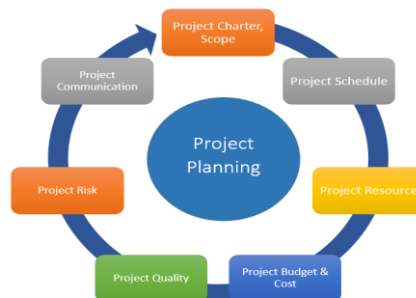 Project Charter,
Scope
Project Schedule
Project Resource
Project Budget &
Cost
Project Quality
Project Risk
Project
Communication
Project
Planning